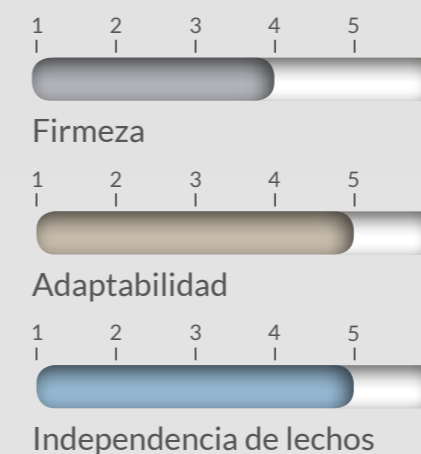 1 2 3 4 5
Firmeza
1 2 3 4 5
Adaptabilidad
1 2 3 4 5
Independencia de lechos